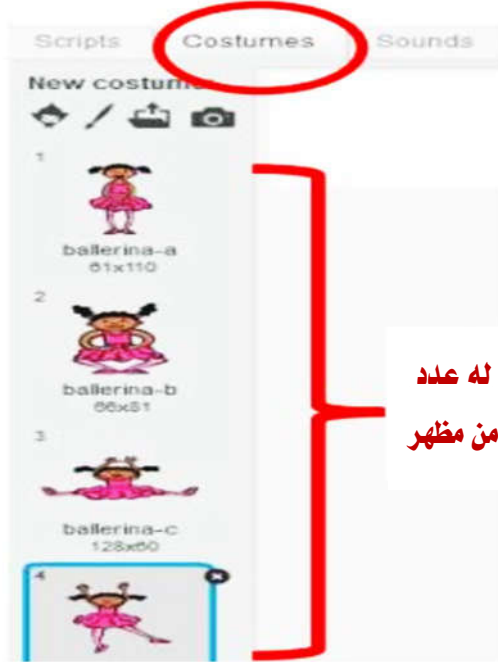 Scripts Costumes Sounds
New costume
1
ballerina-a
61x110
2
ballerina-b
66x81
3
ballerina-c
128x60
4
له عدد
من مظهر